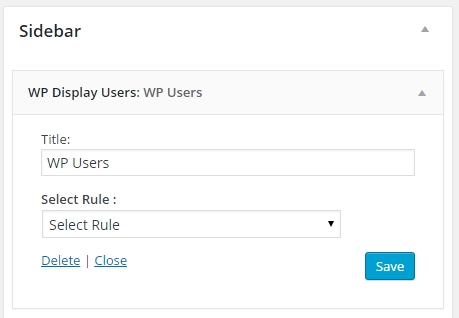 Sidebar
WP Display Users: WP Users
Title:
WP Users
Select Rule :
Select Rule
Delete | Close
Save